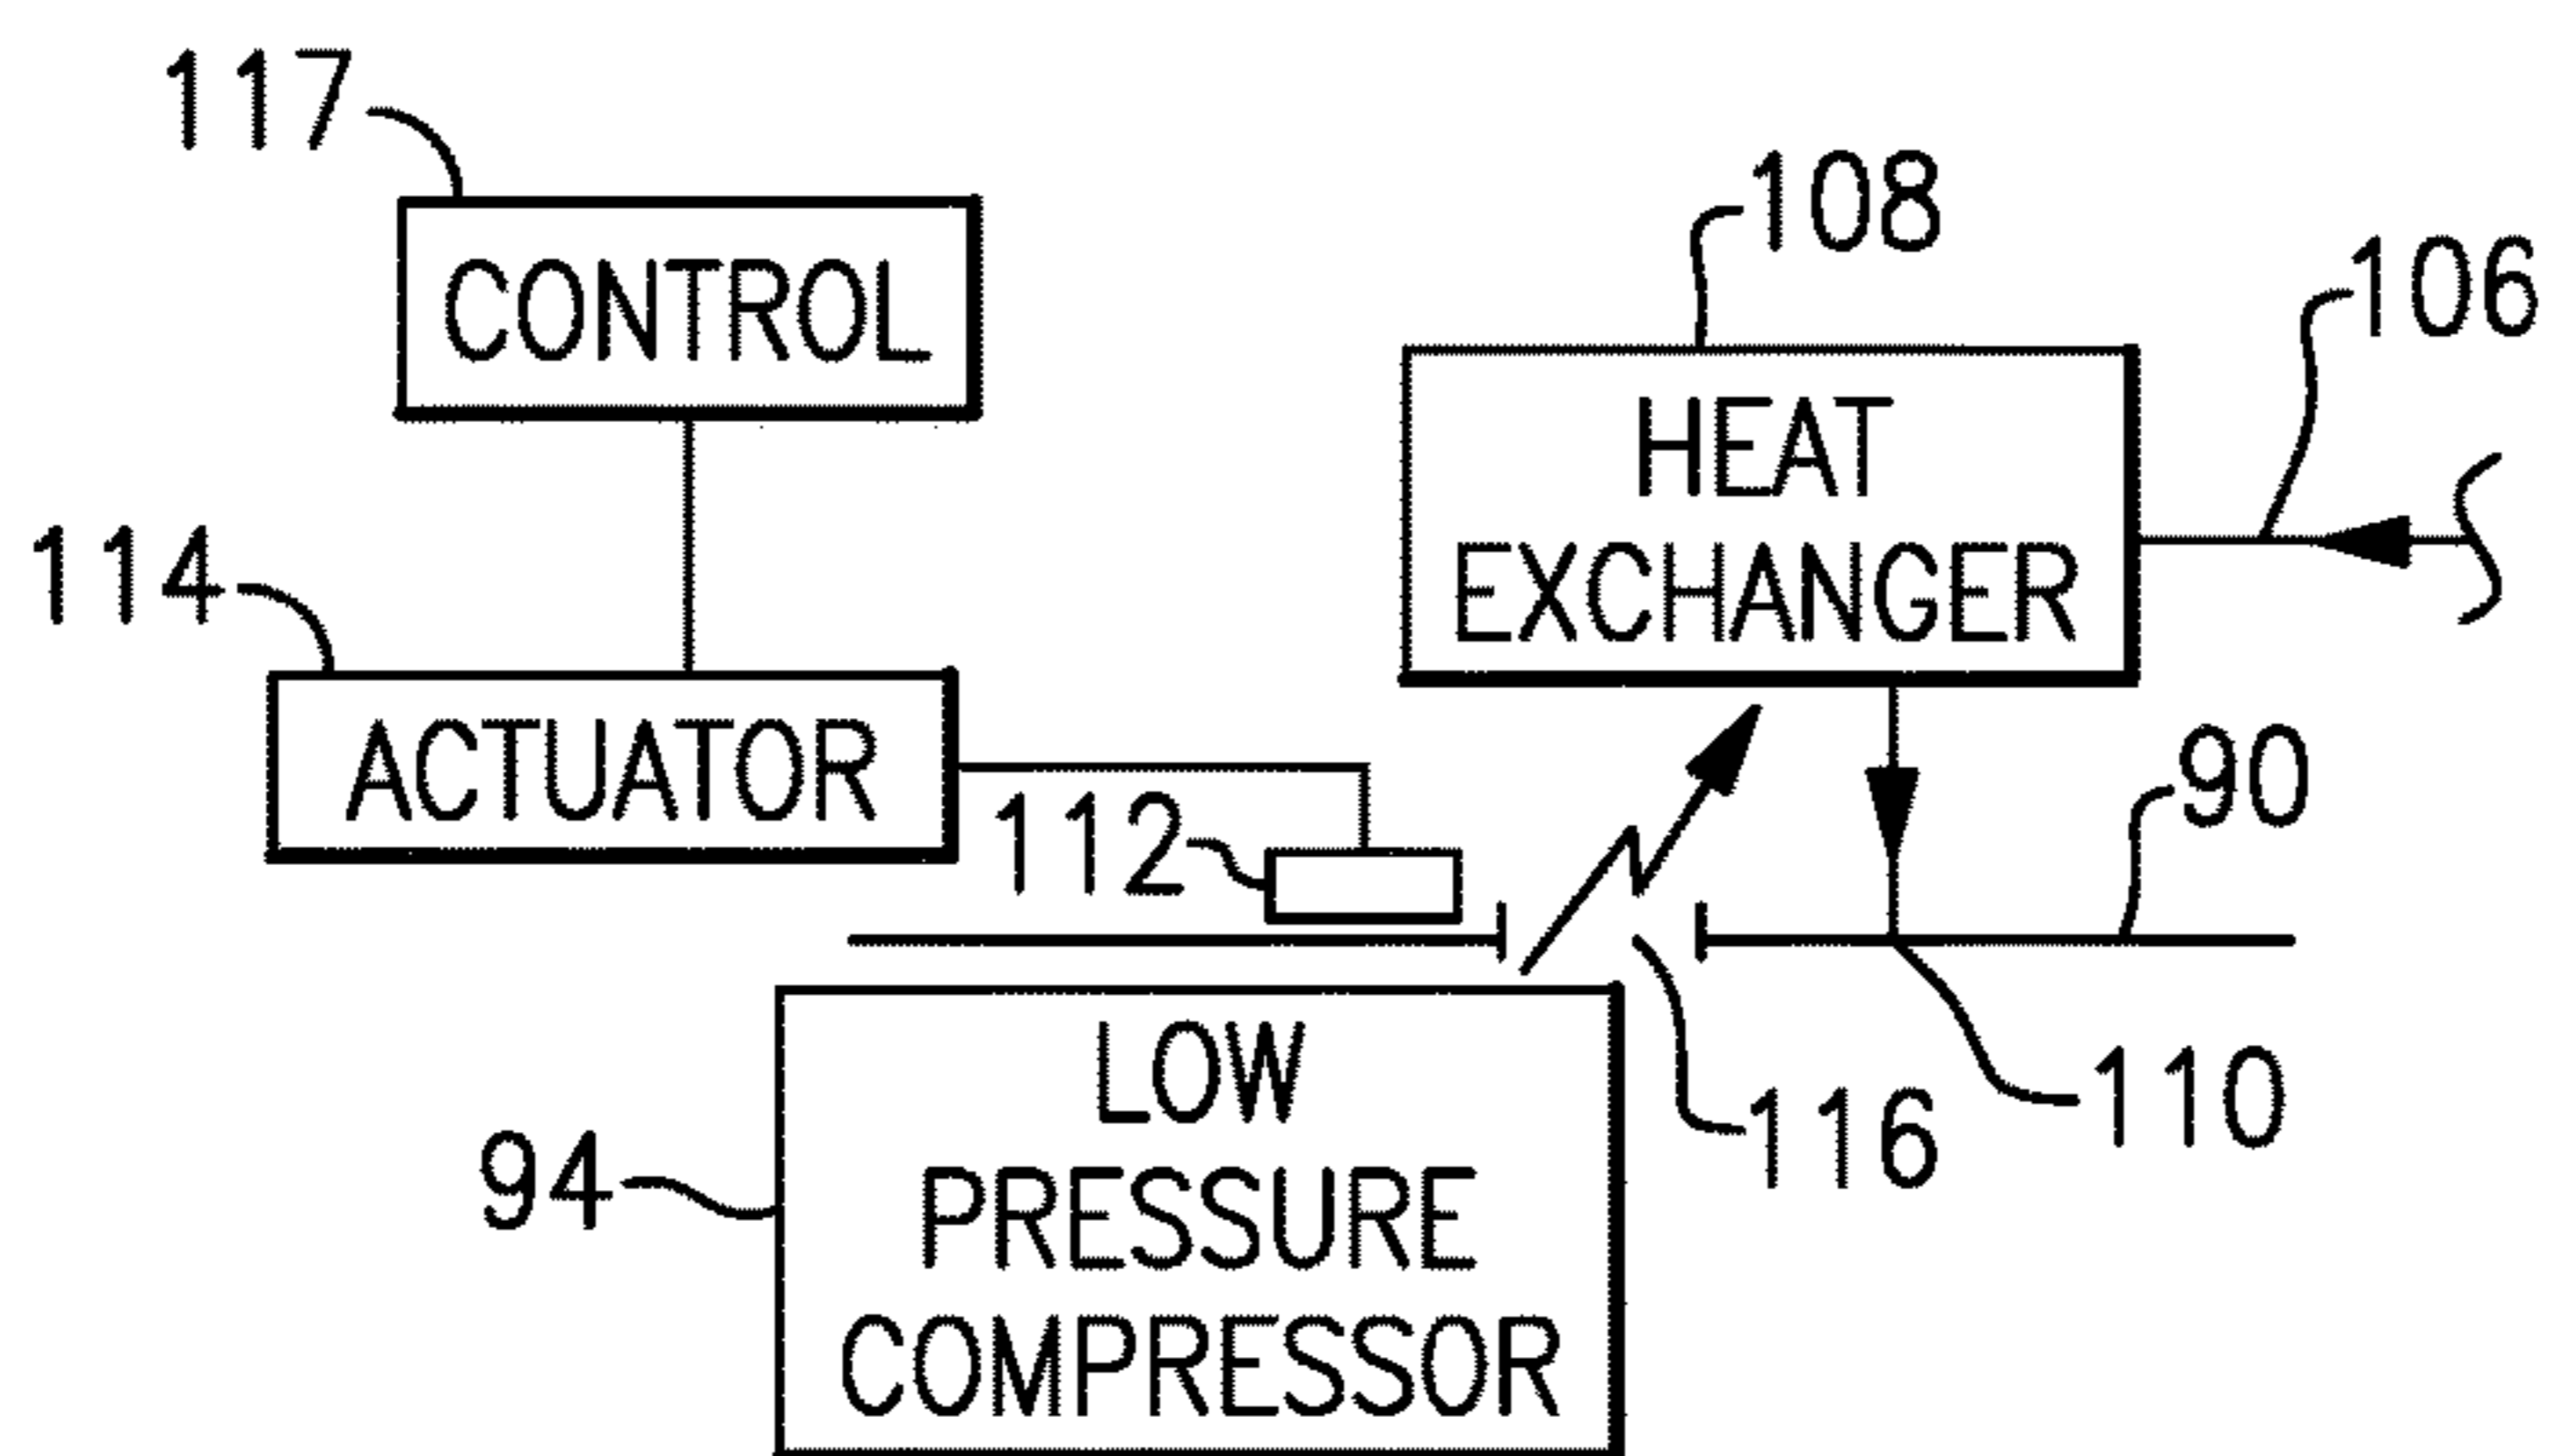 117
CONTROL
108
106
HEAT
EXCHANGER
114
ACTUATOR
112
90
LOW
PRESSURE
COMPRESSOR
94
116
110